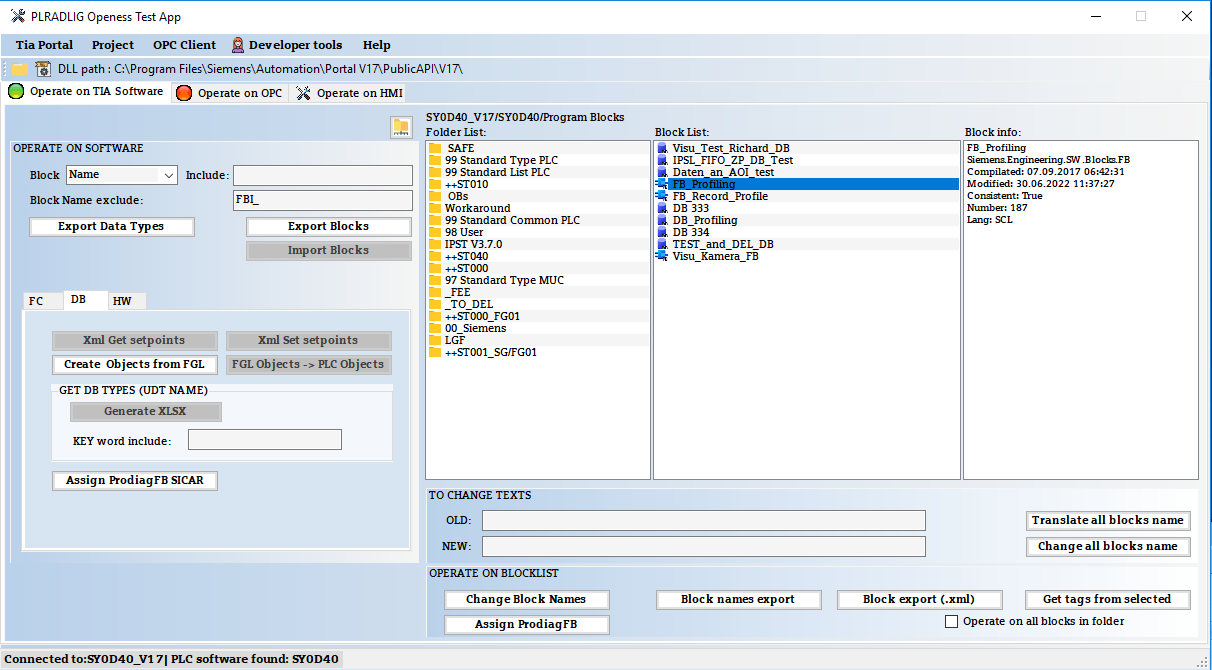 PLRADLIG Openess Test App
Tia Portal Project OPC Client Developer tools Help
DLL path : C:\Program Files\Siemens\Automation\Portal V17\PublicAPI\V17\
Operate on TIA Software Operate on OPC Operate on HMI
OPERATE ON SOFTWARE
Block Name Include:
Block Name exclude: FBI_
Export Data Types Export Blocks
Import Blocks
FC DB HW
Xml Get setpoints Xml Set setpoints
Create Objects from FGL FGL Objects -> PLC Objects
GET DB TYPES (UDT NAME)
Generate XLSX
KEY word include:
Assign ProdiagFB SICAR
SY0D40_V17/SY0D40/Program Blocks
Folder List:
SAFE
99 Standard Type PLC
99 Standard List PLC
++ST010
OBs
Workaround
99 Standard Common PLC
98 User
IPST V3.7.0
++ST040
++ST000
97 Standard Type MUC
_FEE
_TO_DEL
++ST000_FG01
00_Siemens
LGF
++ST001_SG/FG01
Block List:
Visu_Test_Richard_DB
IPSL_FIFO_ZP_DB_Test
Daten_an_AOI_test
FB_Profiling
FB_Record_Profile
DB 333
DB_Profiling
DB 334
TEST_and_DEL_DB
Visu_Kamera_FB
Block info:
FB_Profiling
Siemens.Engineering.SW .Blocks.FB
Compilated: 07.09.2017 06:42:31
Modified: 30.06.2022 11:37:27
Consistent: True
Number: 187
Lang: SCL
TO CHANGE TEXTS
OLD: Translate all blocks name
NEW: Change all blocks name
OPERATE ON BLOCKLIST
Change Block Names Block names export Block export (.xml) Get tags from selected
Assign ProdiagFB Operate on all blocks in folder
Connected to:SY0D40_V17| PLC software found: SY0D40